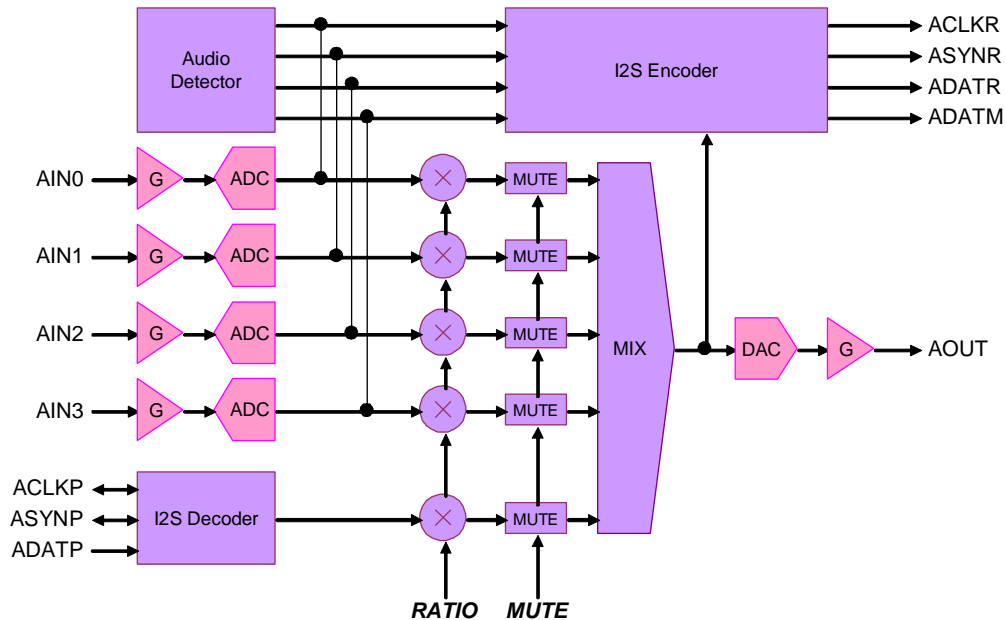 Audio
Detector
I2S Encoder
ACLKR
ASYNR
ADATR
ADATM
AIN0
G
ADC
×
MUTE
AIN1
G
ADC
×
MUTE
AIN2
G
ADC
×
MUTE
MIX
DAC
G
AOUT
AIN3
G
ADC
×
MUTE
ACLKP
ASYNP
ADATP
I2S Decoder
×
MUTE
RATIO
MUTE